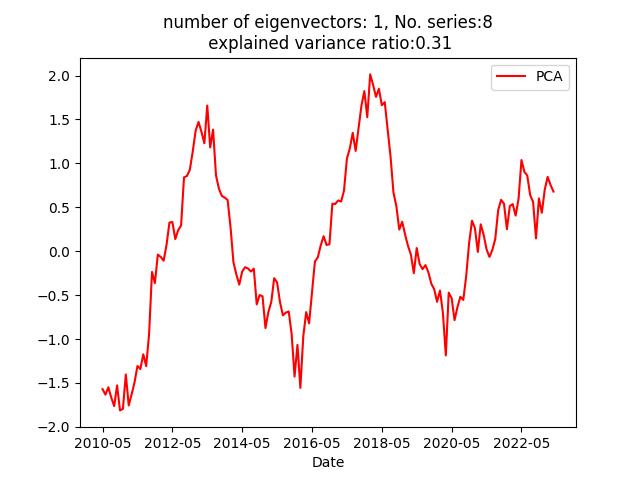 number of eigenvectors: 1, No. series:8
explained variance ratio:0.31
PCA
2.0
1.5
1.0
0.5
0.0
−0.5
−1.0
−1.5
−2.0
2010-05 2012-05 2014-05 2016-05 2018-05 2020-05 2022-05
Date